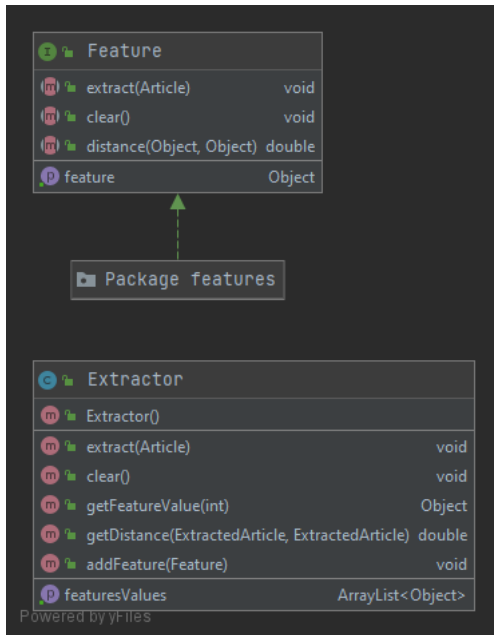 I Feature
m extract(Article) void
m clear() void
m distance(Object, Object) double
p feature Object
Package features
C Extractor
m Extractor()
m extract(Article) void
m clear() void
m getFeatureValue(int) Object
m getDistance(ExtractedArticle, ExtractedArticle) double
m addFeature(Feature) void
p featuresValues ArrayList<Object>
Powered by yFiles